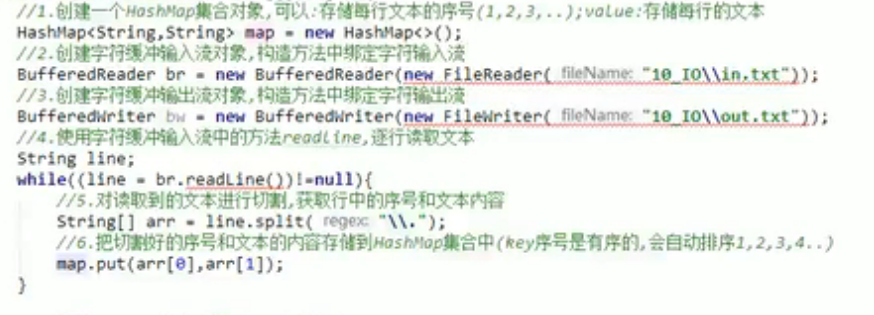 //1.创建一个HashMap集合对象,可以:存储每行文本的序号(1,2,3,..);value:存储每行的文本
HashMap<String,String> map = new HashMap<>();
//2.创建字符缓冲输入流对象,构造方法中绑定字符输入流
BufferedReader br = new BufferedReader(new FileReader( fileName: "10_IO\\in.txt"));
//3.创建字符缓冲输出流对象,构造方法中绑定字符输出流
BufferedWriter bw = new BufferedWriter(new FileWriter( fileName: "10_IO\\out.txt"));
//4.使用字符缓冲输入流中的方法readline,逐行读取文本
String line;
while((line = br.readLine())!=null){
//5.对读取到的文本进行切割,获取行中的序号和文本内容
String[] arr = line.split( regex: "\\.");
//6.把切割好的序号和文本的内容存储到HashMap集合中(key序号是有序的,会自动排序1,2,3,4..)
map.put(arr[0],arr[1]);
}